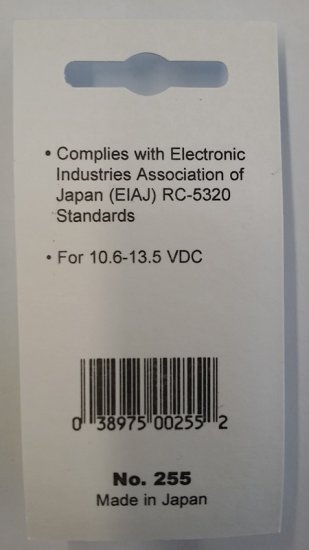 • Complies with Electronic
Industries Association of
Japan (EIAJ) RC-5320
Standards
• For 10.6-13.5 VDC
0 38975 00255 2
No. 255
Made in Japan